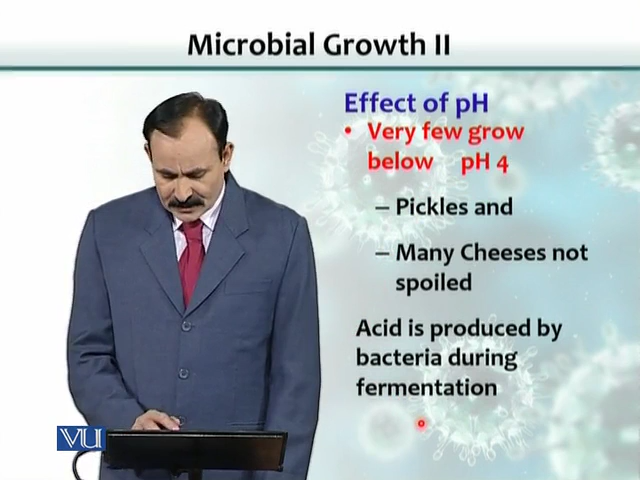 Microbial Growth II
Effect of pH
• Very few grow
below pH 4
– Pickles and
– Many Cheeses not
spoiled
Acid is produced by
bacteria during
fermentation
VU